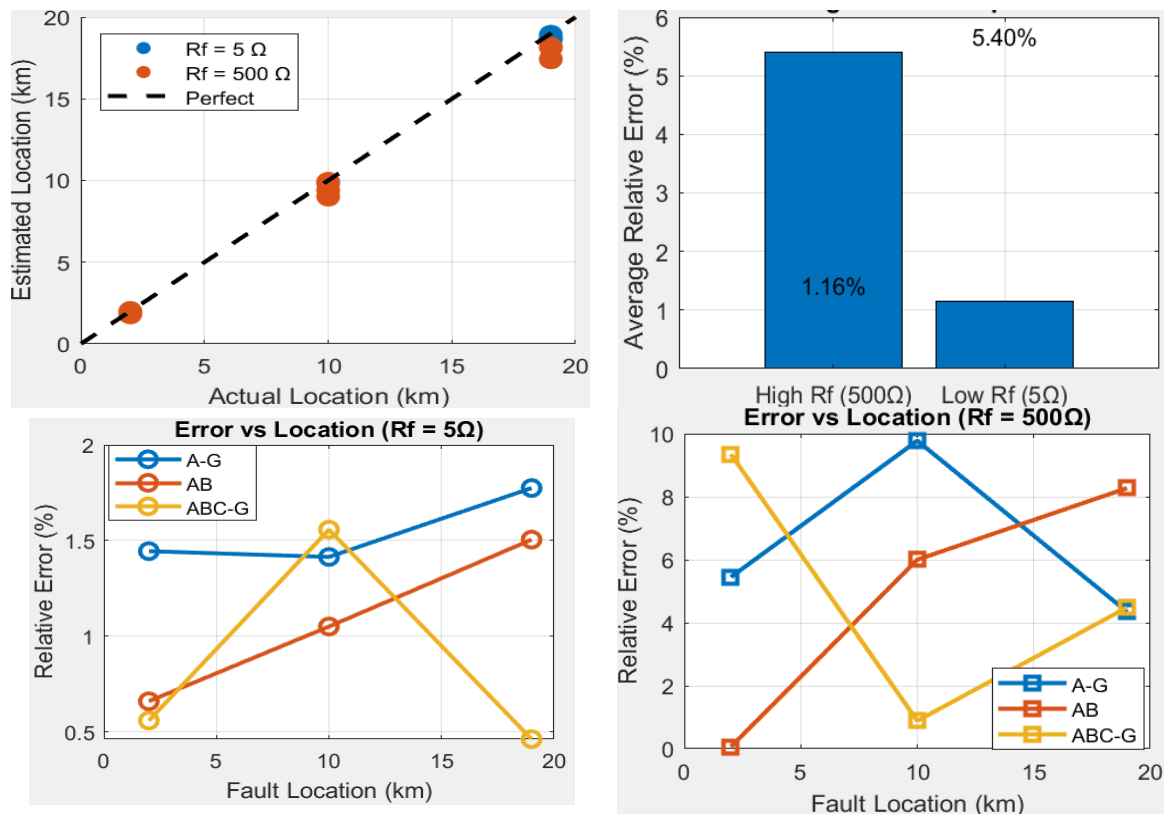 20
15
10
5
0
Estimated Location (km)
Rf = 5 Ω
Rf = 500 Ω
Perfect
0
5
10
15
20
Actual Location (km)
6
5
4
3
2
1
0
Average Relative Error (%)
5.40%
1.16%
High Rf (500Ω)
Low Rf (5Ω)
Error vs Location (Rf = 5Ω)
2
1.5
1
0.5
Relative Error (%)
A-G
AB
ABC-G
0
5
10
15
20
Fault Location (km)
Error vs Location (Rf = 500Ω)
10
8
6
4
2
0
Relative Error (%)
A-G
AB
ABC-G
0
5
10
15
20
Fault Location (km)